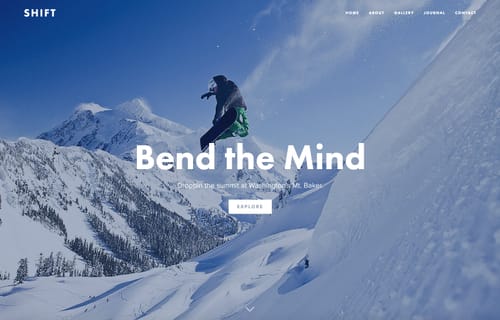 SHIFT
HOME ABOUT GALLERY JOURNAL CONTACT
Bend the Mind
Droppin the summit at Washington's Mt. Baker
EXPLORE